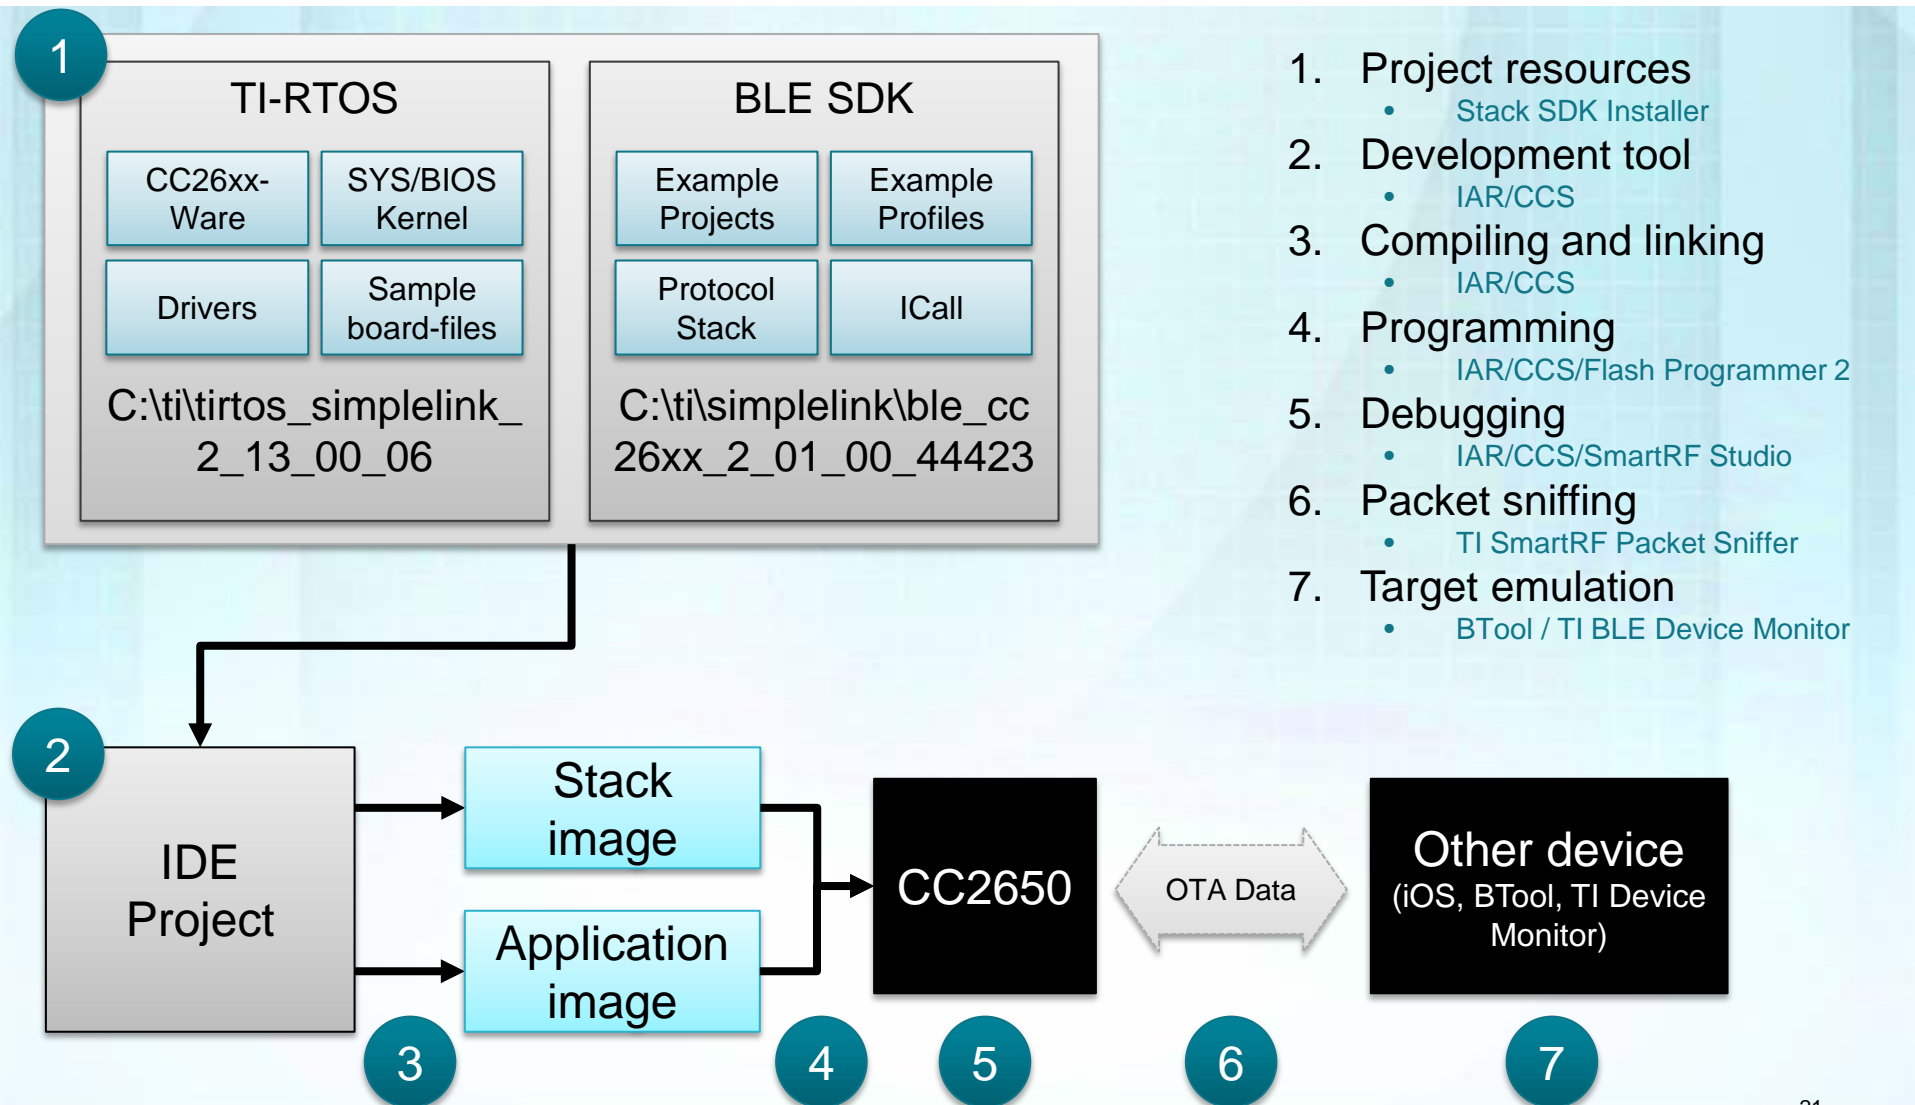 1
TI-RTOS
CC26xx-
Ware
SYS/BIOS
Kernel
Drivers
Sample
board-files
C:\ti\tirtos_simplelink_
2_13_00_06
BLE SDK
Example
Projects
Example
Profiles
Protocol
Stack
ICall
C:\ti\simplelink\ble_cc
26xx_2_01_00_44423
1. Project resources
• Stack SDK Installer
2. Development tool
• IAR/CCS
3. Compiling and linking
• IAR/CCS
4. Programming
• IAR/CCS/Flash Programmer 2
5. Debugging
• IAR/CCS/SmartRF Studio
6. Packet sniffing
• TI SmartRF Packet Sniffer
7. Target emulation
• BTool / TI BLE Device Monitor
2
IDE
Project
Stack
image
Application
image
CC2650
OTA Data
Other device
(iOS, BTool, TI Device
Monitor)
3
4
5
6
7